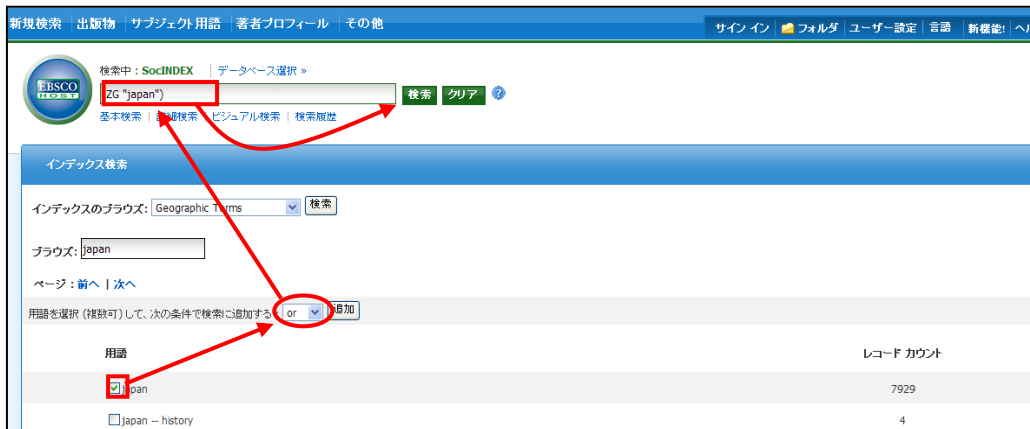 新規検索 出版物 サブジェクト用語 著者プロフィール その他 サイン イン フォルダ ユーザー設定 言語 新機能!
検索中 : SocINDEX データベース選択 »
EBSCO HOST
ZG "japan") 検索 クリア ?
基本検索 詳細検索 ビジュアル検索 検索履歴
インデックス検索
インデックスのブラウズ: Geographic Terms 検索
ブラウズ: japan
ページ : 前へ | 次へ
用語を選択 (複数可) して、次の条件で検索に追加する : or 追加
用語 レコード カウント
japan 7929
japan -- history 4